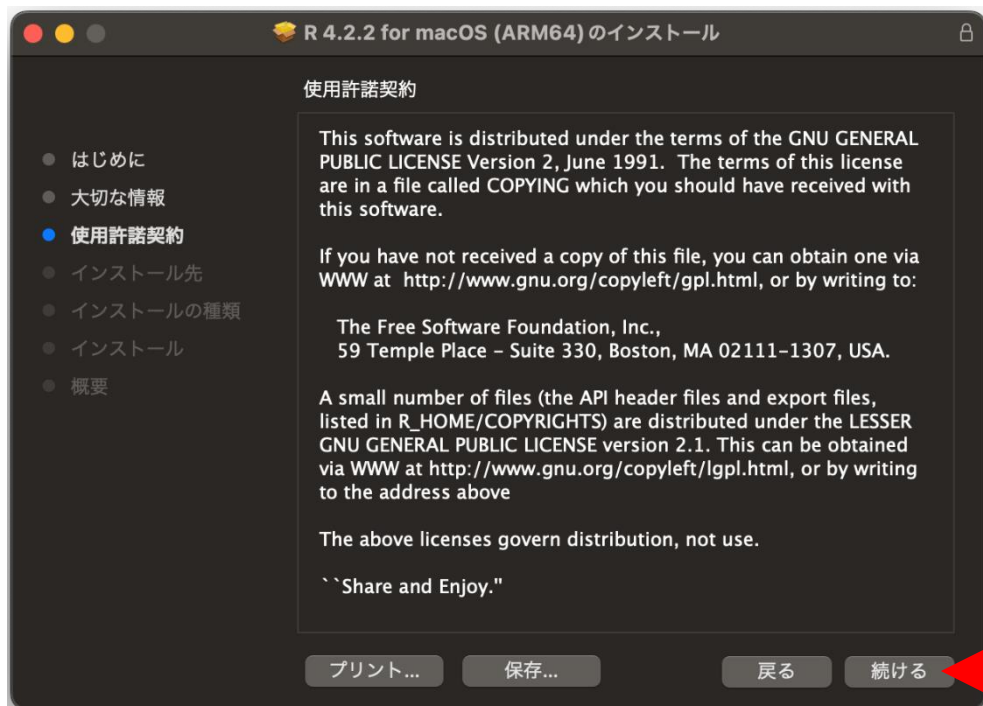 R 4.2.2 for macOS (ARM64)のインストール
使用許諾契約
はじめに
大切な情報
使用許諾契約
インストール先
インストールの種類
インストール
概要
This software is distributed under the terms of the GNU GENERAL
PUBLIC LICENSE Version 2, June 1991.  The terms of this license
are in a file called COPYING which you should have received with
this software.
If you have not received a copy of this file, you can obtain one via
WWW at  http://www.gnu.org/copyleft/gpl.html, or by writing to:
The Free Software Foundation, Inc.,
59 Temple Place – Suite 330, Boston, MA 02111–1307, USA.
A small number of files (the API header files and export files,
listed in R_HOME/COPYRIGHTS) are distributed under the LESSER
GNU GENERAL PUBLIC LICENSE version 2.1. This can be obtained
via WWW at http://www.gnu.org/copyleft/lgpl.html, or by writing
to the address above
The above licenses govern distribution, not use.
``Share and Enjoy."
プリント... 保存... 戻る 続ける